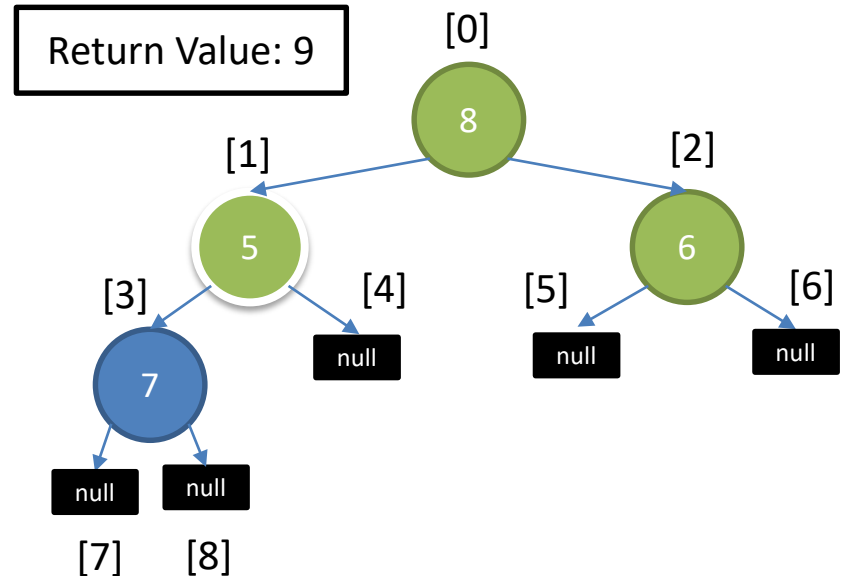 Return Value: 9
[0]
8
[1]
[2]
5
6
[3]
[4]
[5]
[6]
null
null
null
7
null
null
[7]
[8]